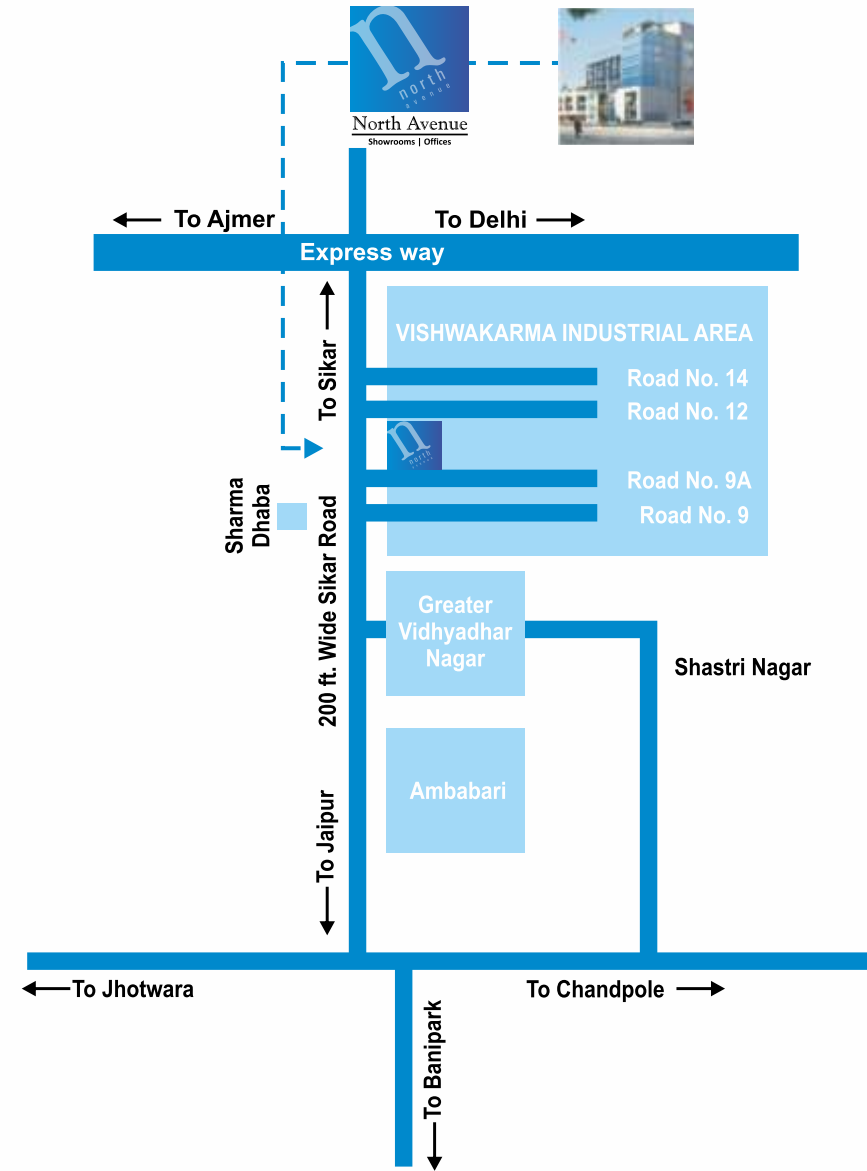 n
north
avenue
North Avenue
Showrooms | Offices
To Ajmer
To Delhi
Express way
To Sikar
VISHWAKARMA INDUSTRIAL AREA
Road No. 14
Road No. 12
n
north
avenue
Road No. 9A
Road No. 9
Sharma
Dhaba
200 ft. Wide Sikar Road
Greater
Vidhyadhar
Nagar
Shastri Nagar
Ambabari
To Jaipur
To Jhotwara
To Chandpole
To Banipark